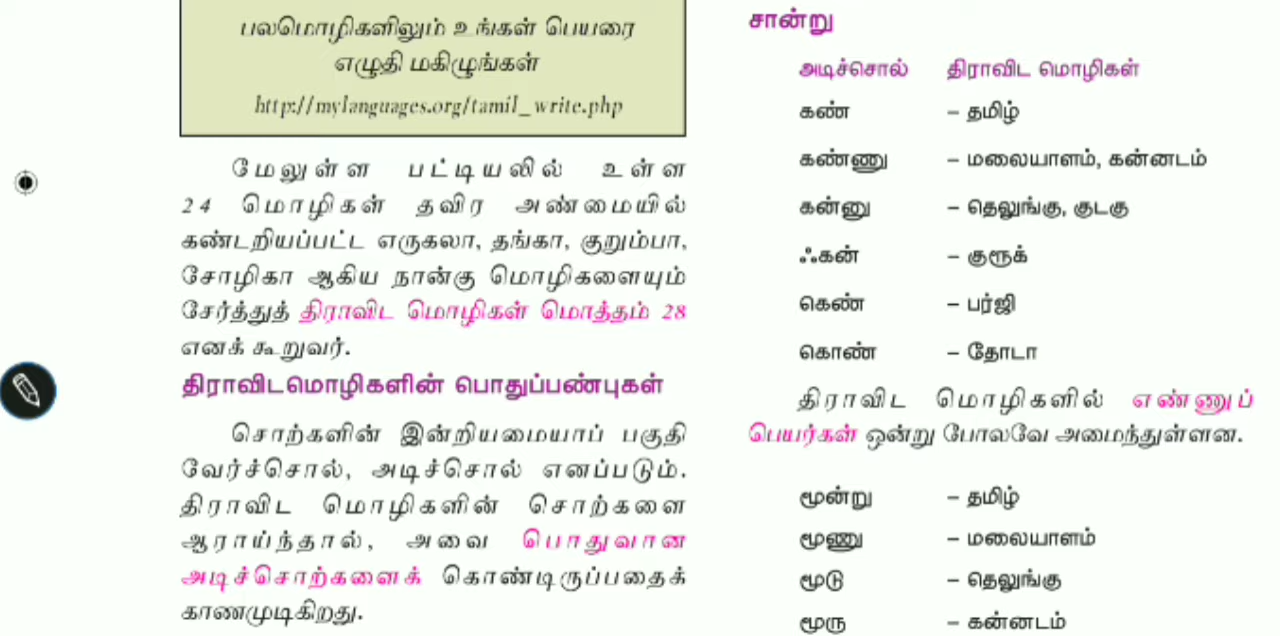 பலமொழிகளிலும் உங்கள் பெயரை
எழுதி மகிழுங்கள்
http://mylanguages.org/tamil_write.php
மேலுள்ள பட்டியலில் உள்ள
24 மொழிகள் தவிர அண்மையில்
கண்டறியப்பட்ட எருகலா, தங்கா, குறும்பா,
சோழிகா ஆகிய நான்கு மொழிகளையும்
சேர்த்துத் திராவிட மொழிகள் மொத்தம் 28
எனக் கூறுவர்.
திராவிடமொழிகளின் பொதுப்பண்புகள்
சொற்களின் இன்றியமையாப் பகுதி
வேர்ச்சொல், அடிச்சொல் எனப்படும்.
திராவிட மொழிகளின் சொற்களை
ஆராய்ந்தால், அவை பொதுவான
அடிச்சொற்களைக் கொண்டிருப்பதைக்
காணமுடிகிறது.
சான்று
அடிச்சொல் திராவிட மொழிகள்
கண் – தமிழ்
கண்ணு – மலையாளம், கன்னடம்
கன்னு – தெலுங்கு, குடகு
ஃகன் – குரூக்
கெண் – பர்ஜி
கொண் – தோடா
திராவிட மொழிகளில் எண்ணுப்
பெயர்கள் ஒன்று போலவே அமைந்துள்ளன.
மூன்று – தமிழ்
மூணு – மலையாளம்
மூடு – தெலுங்கு
மூரு – கன்னடம்